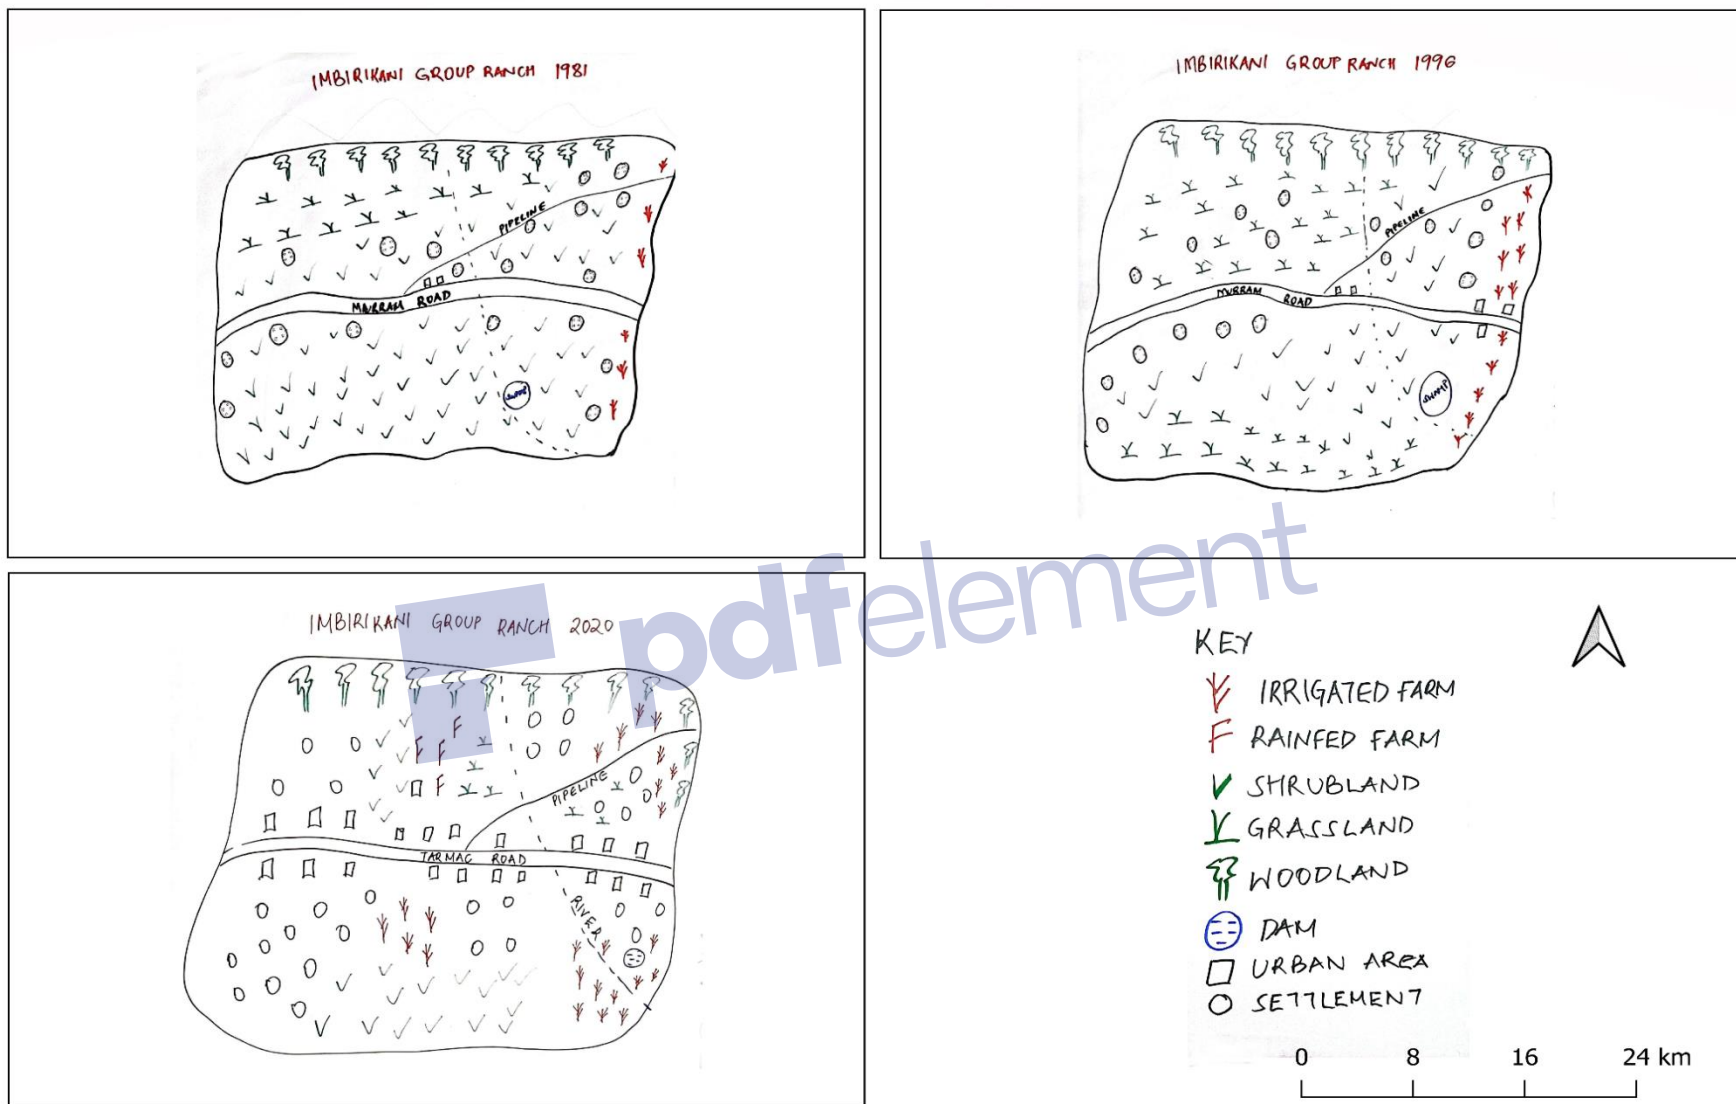 IMBIRIKANI GROUP RANCH 1981
PIPELINE
MURRAM ROAD
SWAMP
IMBIRIKANI GROUP RANCH 1996
PIPELINE
MURRAM ROAD
SWAMP
IMBIRIKANI GROUP RANCH 2020
PIPELINE
TARMAC ROAD
RIVER
pdfelement
KEY
IRRIGATED FARM
F RAINFED FARM
SHRUBLAND
GRASSLAND
WOODLAND
DAM
URBAN AREA
SETTLEMENT
0 8 16 24 km